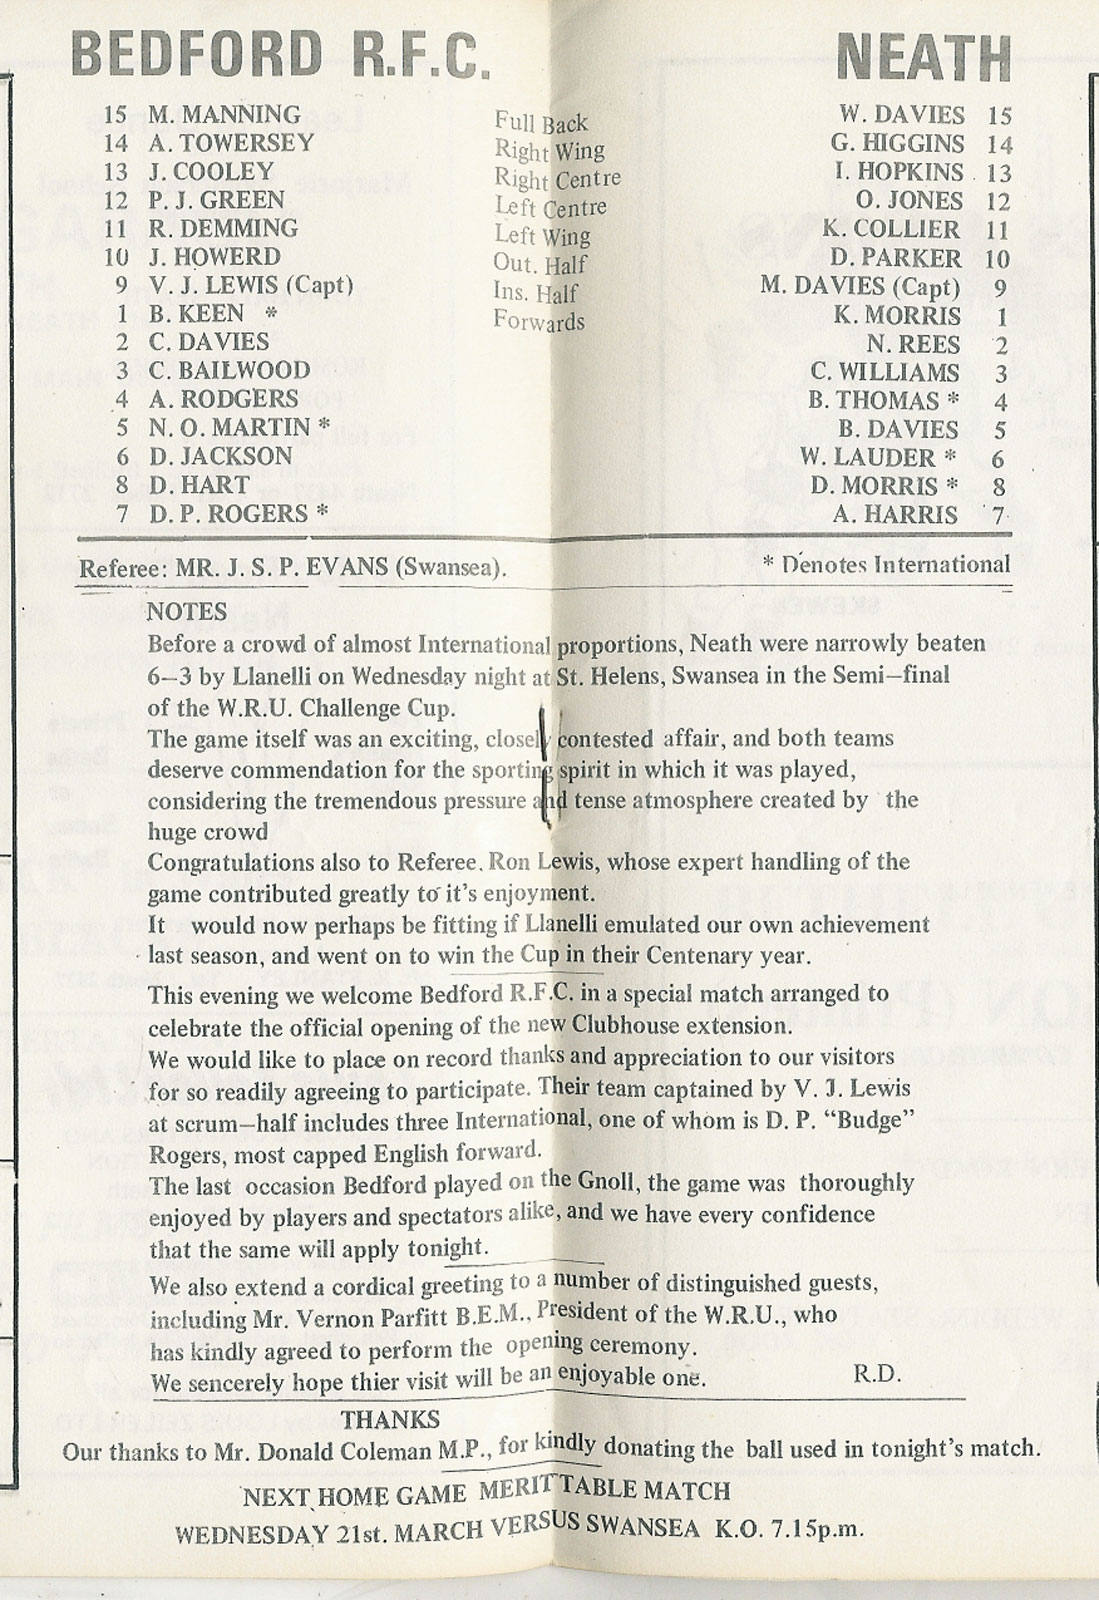 BEDFORD R.F.C. NEATH
15 M. MANNING Full Back W. DAVIES 15
14 A. TOWERSEY Right Wing G. HIGGINS 14
13 J. COOLEY Right Centre I. HOPKINS 13
12 P. J. GREEN Left Centre O. JONES 12
11 R. DEMMING Left Wing K. COLLIER 11
10 J. HOWERD Out. Half D. PARKER 10
9 V. J. LEWIS (Capt) Ins. Half M. DAVIES (Capt) 9
1 B. KEEN * Forwards K. MORRIS 1
2 C. DAVIES N. REES 2
3 C. BAILWOOD C. WILLIAMS 3
4 A. RODGERS B. THOMAS * 4
5 N. O. MARTIN * B. DAVIES 5
6 D. JACKSON W. LAUDER * 6
8 D. HART D. MORRIS * 8
7 D. P. ROGERS * A. HARRIS 7
Referee: MR. J. S. P. EVANS (Swansea). * Denotes International
NOTES
Before a crowd of almost International proportions, Neath were narrowly beaten
6—3 by Llanelli on Wednesday night at St. Helens, Swansea in the Semi—final
of the W.R.U. Challenge Cup.
The game itself was an exciting, closely contested affair, and both teams
deserve commendation for the sporting spirit in which it was played,
considering the tremendous pressure and tense atmosphere created by the
huge crowd
Congratulations also to Referee. Ron Lewis, whose expert handling of the
game contributed greatly to it's enjoyment.
It would now perhaps be fitting if Llanelli emulated our own achievement
last season, and went on to win the Cup in their Centenary year.
This evening we welcome Bedford R.F.C. in a special match arranged to
celebrate the official opening of the new Clubhouse extension.
We would like to place on record thanks and appreciation to our visitors
for so readily agreeing to participate. Their team captained by V. J. Lewis
at scrum—half includes three International, one of whom is D. P. "Budge"
Rogers, most capped English forward.
The last occasion Bedford played on the Gnoll, the game was thoroughly
enjoyed by players and spectators alike, and we have every confidence
that the same will apply tonight.
We also extend a cordical greeting to a number of distinguished guests,
including Mr. Vernon Parfitt B.E.M., President of the W.R.U., who
has kindly agreed to perform the opening ceremony.
We sencerely hope thier visit will be an enjoyable one. R.D.
THANKS
Our thanks to Mr. Donald Coleman M.P., for kindly donating the ball used in tonight's match.
NEXT HOME GAME MERIT TABLE MATCH
WEDNESDAY 21st. MARCH VERSUS SWANSEA K.O. 7.15p.m.